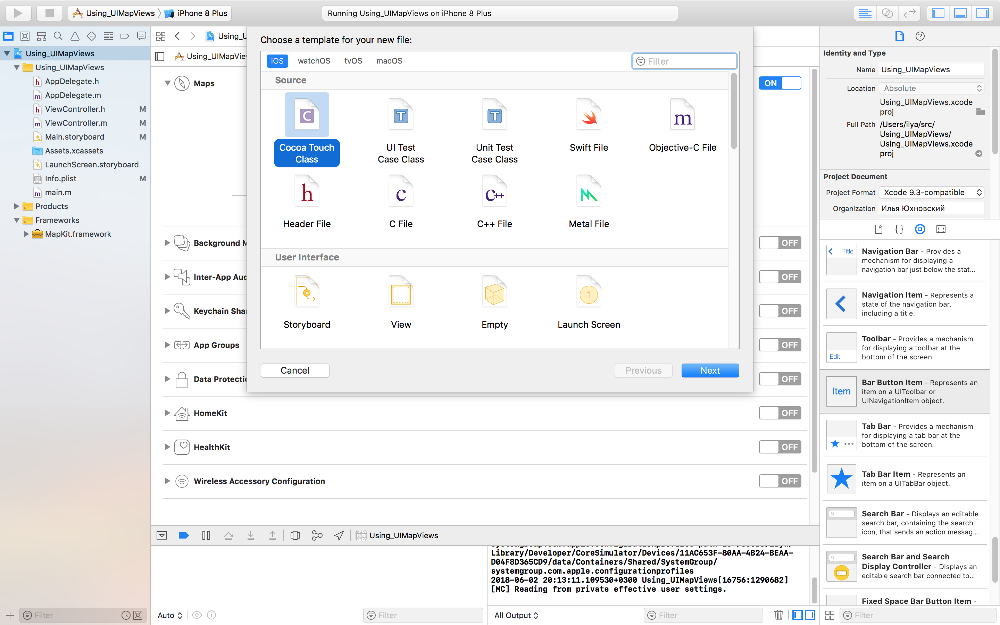 Using_UIMapViews
iPhone 8 Plus
Running Using_UIMapViews on iPhone 8 Plus
Using_UIMapViews
Using_UIMapViews
h AppDelegate.h
m AppDelegate.m
h ViewController.h M
m ViewController.m M
Main.storyboard M
Assets.xcassets
LaunchScreen.storyboard
Info.plist M
m main.m
Products
Frameworks
MapKit.framework
Filter
Using_U
Using_UIMapVie
Maps
ON
Background M
OFF
Inter-App Aud
OFF
Keychain Sha
OFF
App Groups
OFF
Data Protectio
OFF
HomeKit
OFF
HealthKit
OFF
Wireless Accessory Configuration
OFF
Choose a template for your new file:
iOS watchOS tvOS macOS
Filter
Source
C
Cocoa Touch
Class
T
UI Test
Case Class
T
Unit Test
Case Class
Swift File
m
Objective-C File
h
Header File
c
C File
c++
C++ File
Metal File
User Interface
Storyboard
View
Empty
1
Launch Screen
Cancel
Previous
Next
Using_UIMapViews
Library/Developer/CoreSimulator/Devices/11AC653F-80AA-4B24-BEAA-
D04F8D365CD9/data/Containers/Shared/SystemGroup/
systemgroup.com.apple.configurationprofiles
2018-06-02 20:13:11.109530+0300 Using_UIMapViews[16756:1290682]
[MC] Reading from private effective user settings.
Auto
Filter
All Output
Filter
Identity and Type
Name Using_UIMapViews
Location Absolute
Using_UIMapViews.xcode
proj
Full Path /Users/ilya/src/
Using_UIMapViews/
Using_UIMapViews.xcode
proj
Project Document
Project Format Xcode 9.3-compatible
Organization Илья Юхновский
{}
Title
Navigation Bar - Provides a
mechanism for displaying a
navigation bar just below the stat...
Navigation Item - Represents a
state of the navigation bar,
including a title.
Edit
Toolbar - Provides a mechanism
for displaying a toolbar at the
bottom of the screen.
Item
Bar Button Item - Represents an
item on a UIToolbar or
UINavigationItem object.
Tab Bar - Provides a mechanism
for displaying a tab bar at the
bottom of the screen.
Tab Bar Item - Represents an
item on a UITabBar object.
Search Bar - Displays an editable
search bar, containing the search
icon, that sends an action messag...
Search Bar and Search
Display Controller - Displays an
editable search bar connected to...
Fixed Space Bar Button Item -
Filter